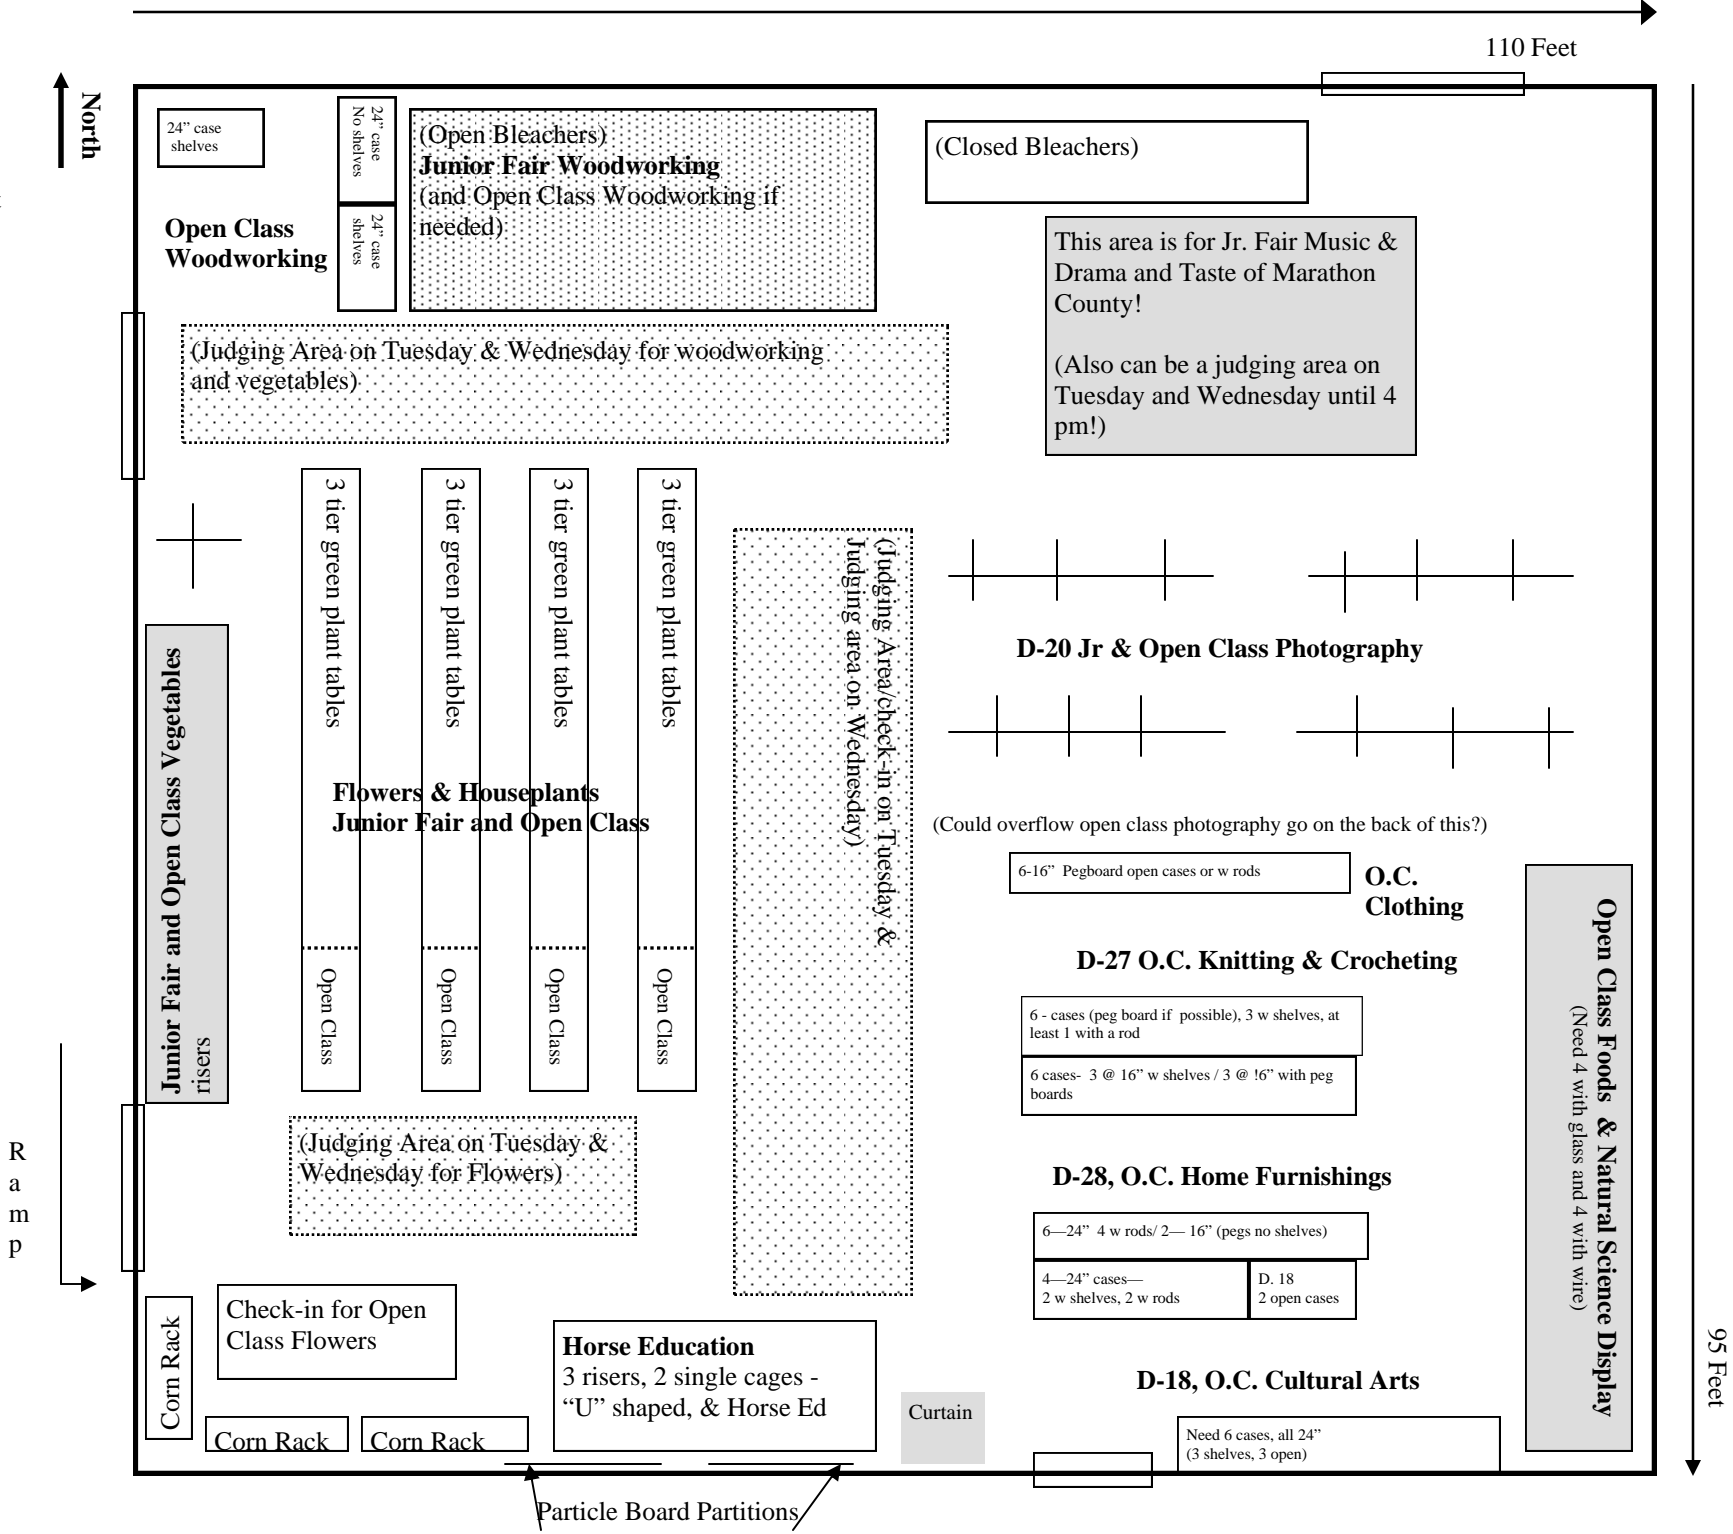 110 Feet
North
24” case
shelves
24” case
No shelves
24” case
shelves
(Open Bleachers)
Junior Fair Woodworking
(and Open Class Woodworking if
needed)
(Closed Bleachers)
Open Class
Woodworking
This area is for Jr. Fair Music &
Drama and Taste of Marathon
County!
(Also can be a judging area on
Tuesday and Wednesday until 4
pm!)
(Judging Area on Tuesday & Wednesday for woodworking
and vegetables)
3 tier green plant tables
3 tier green plant tables
3 tier green plant tables
3 tier green plant tables
(Judging Area/check-in on Tuesday &
Judging area on Wednesday)
D-20 Jr & Open Class Photography
Junior Fair and Open Class Vegetables
risers
Flowers & Houseplants
Junior Fair and Open Class
(Could overflow open class photography go on the back of this?)
6-16” Pegboard open cases or w rods
O.C.
Clothing
D-27 O.C. Knitting & Crocheting
Open Class
Open Class
Open Class
Open Class
6 - cases (peg board if possible), 3 w shelves, at
least 1 with a rod
6 cases- 3 @ 16” w shelves / 3 @ !6” with peg
boards
Open Class Foods & Natural Science Display
(Need 4 with glass and 4 with wire)
R
a
m
p
(Judging Area on Tuesday &
Wednesday for Flowers)
D-28, O.C. Home Furnishings
6—24” 4 w rods/ 2— 16” (pegs no shelves)
4—24” cases—
2 w shelves, 2 w rods
D. 18
2 open cases
Check-in for Open
Class Flowers
Corn Rack
Corn Rack
Corn Rack
Horse Education
3 risers, 2 single cages -
“U” shaped, & Horse Ed
Curtain
D-18, O.C. Cultural Arts
Need 6 cases, all 24”
(3 shelves, 3 open)
95 Feet
Particle Board Partitions